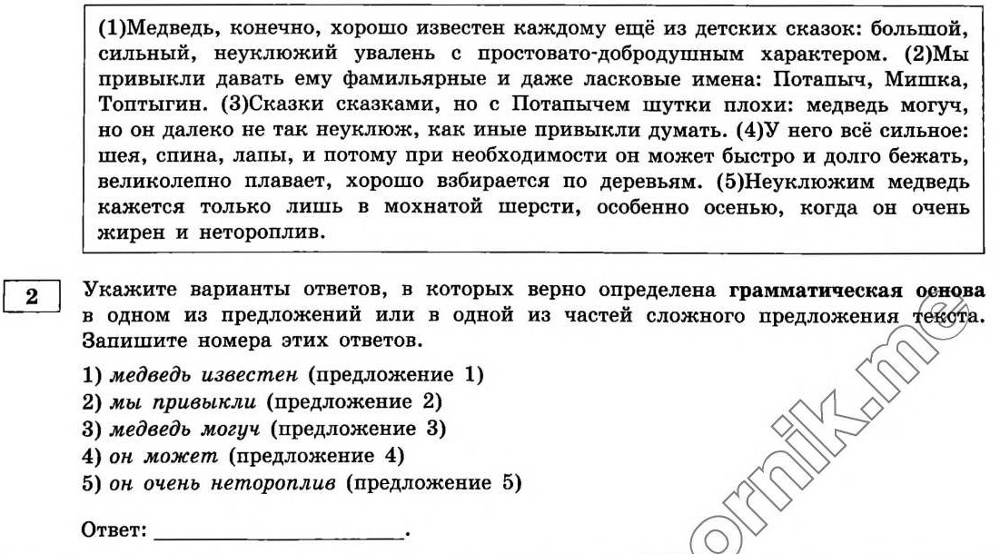 (1)Медведь, конечно, хорошо известен каждому ещё из детских сказок: большой,
сильный, неуклюжий увалень с простовато-добродушным характером. (2)Мы
привыкли давать ему фамильярные и даже ласковые имена: Потапыч, Мишка,
Топтыгин. (3)Сказки сказками, но с Потапычем шутки плохи: медведь могуч,
но он далеко не так неуклюж, как иные привыкли думать. (4)У него всё сильное:
шея, спина, лапы, и потому при необходимости он может быстро и долго бежать,
великолепно плавает, хорошо взбирается по деревьям. (5)Неуклюжим медведь
кажется только лишь в мохнатой шерсти, особенно осенью, когда он очень
жирен и нетороплив.
2
Укажите варианты ответов, в которых верно определена грамматическая основа
в одном из предложений или в одной из частей сложного предложения текста.
Запишите номера этих ответов.
1) медведь известен (предложение 1)
2) мы привыкли (предложение 2)
3) медведь могуч (предложение 3)
4) он может (предложение 4)
5) он очень нетороплив (предложение 5)
Ответ: ______________________.
ornik.me